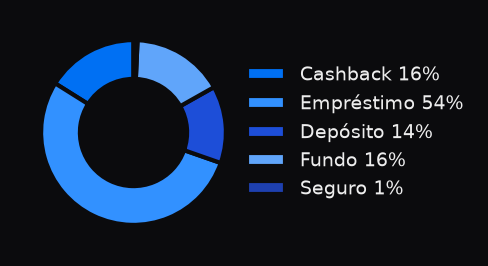 Cashback 16%
Empréstimo 54%
Depósito 14%
Fundo 16%
Seguro 1%